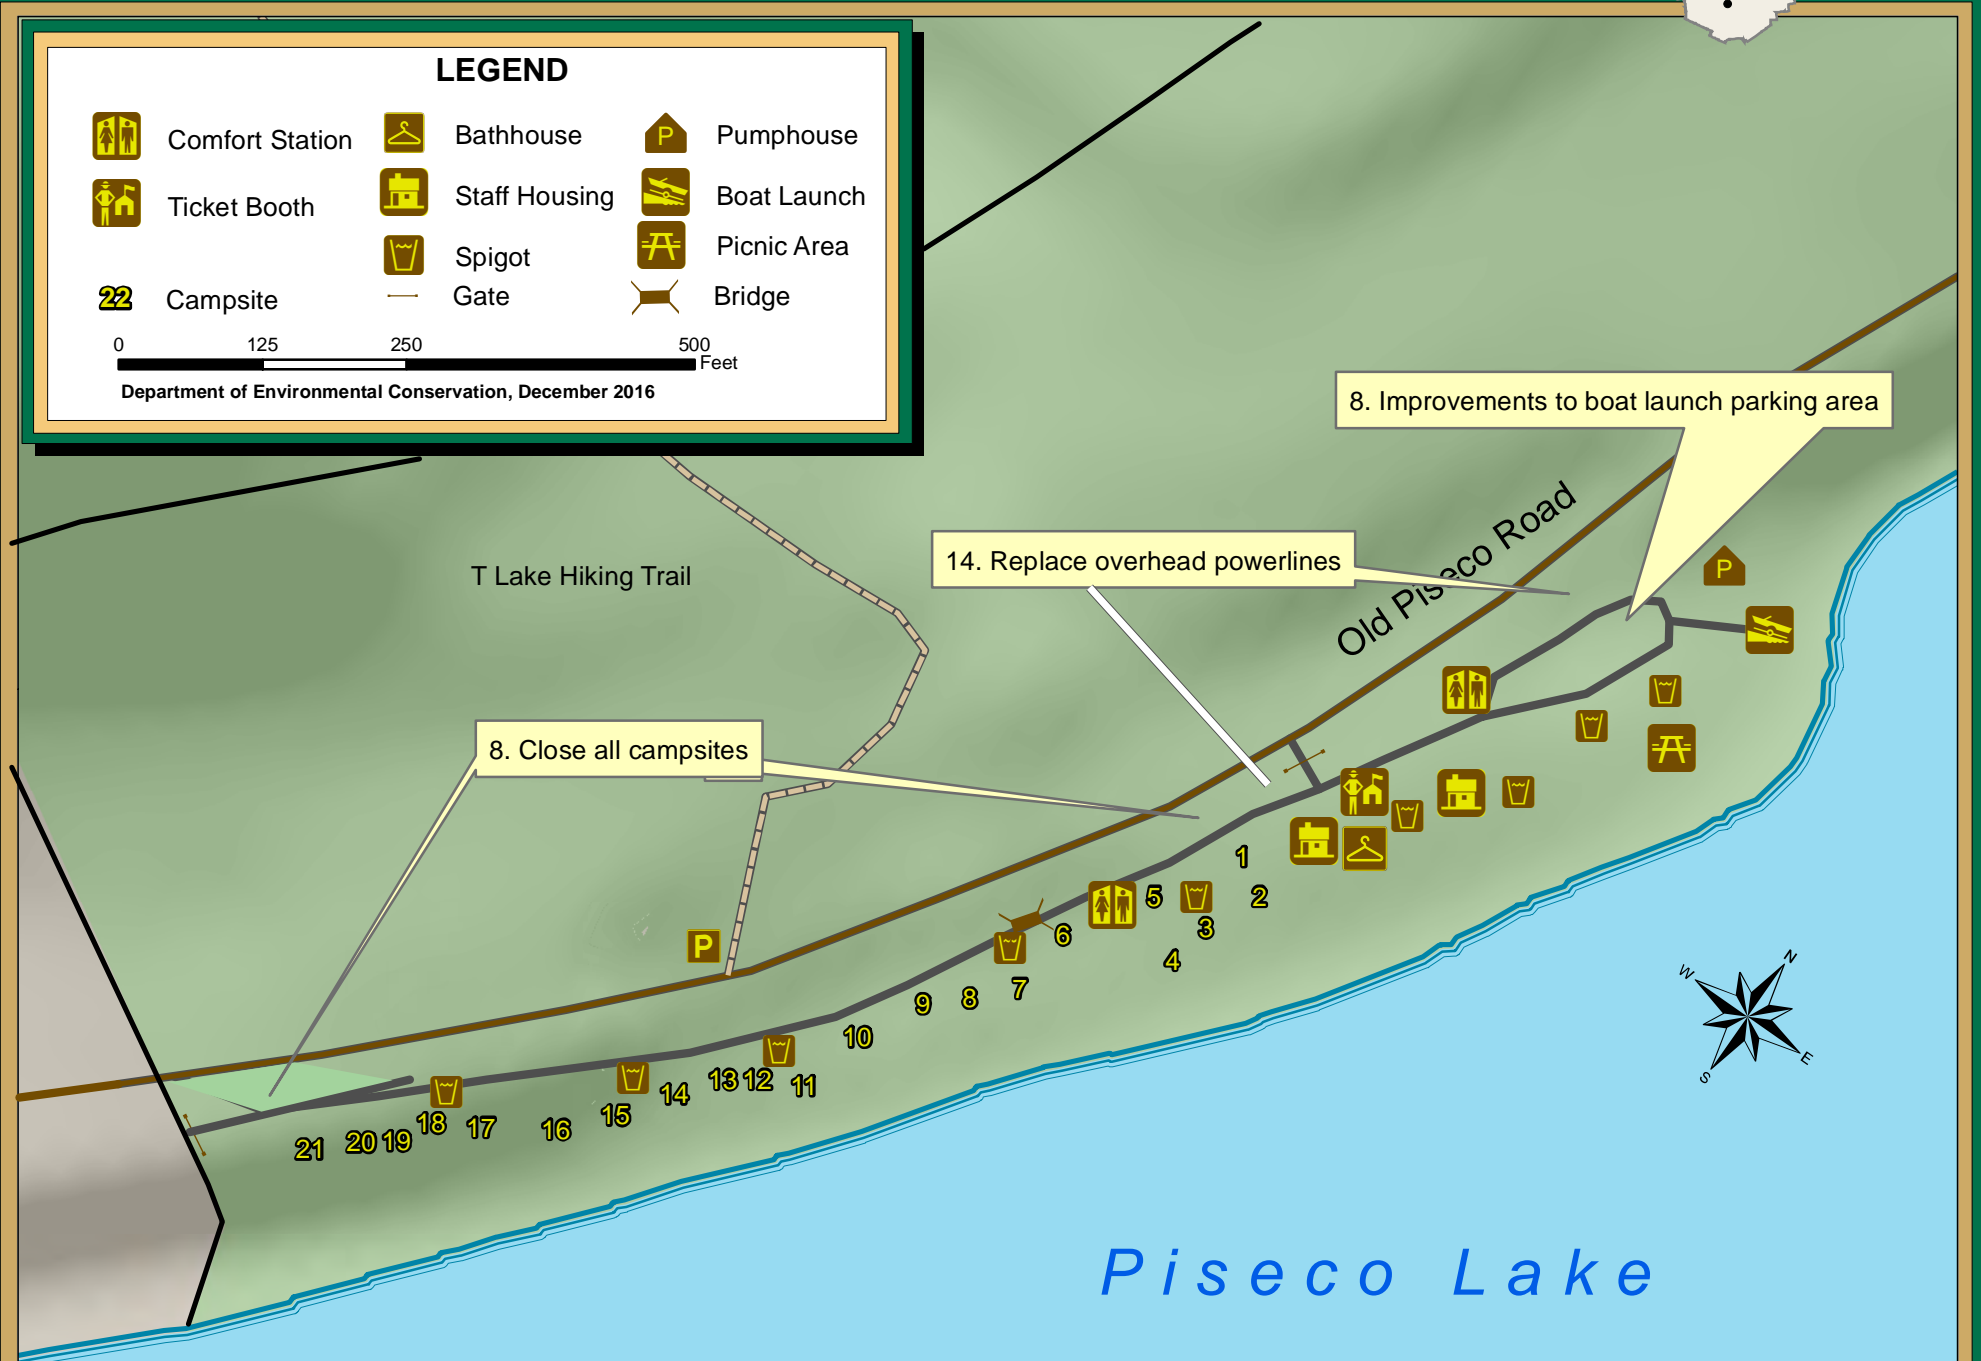 LEGEND
Comfort Station
Bathhouse
P
Pumphouse
Ticket Booth
Staff Housing
Boat Launch
Spigot
Picnic Area
22
Campsite
Gate
Bridge
0
125
250
500
Feet
Department of Environmental Conservation, December 2016
8. Improvements to boat launch parking area
T Lake Hiking Trail
14. Replace overhead powerlines
Old Piseco Road
P
8. Close all campsites
1
2
3
4
5
6
7
8
9
10
11
12
13
14
15
16
17
18
19
20
21
P
N
W
E
S
Piseco Lake